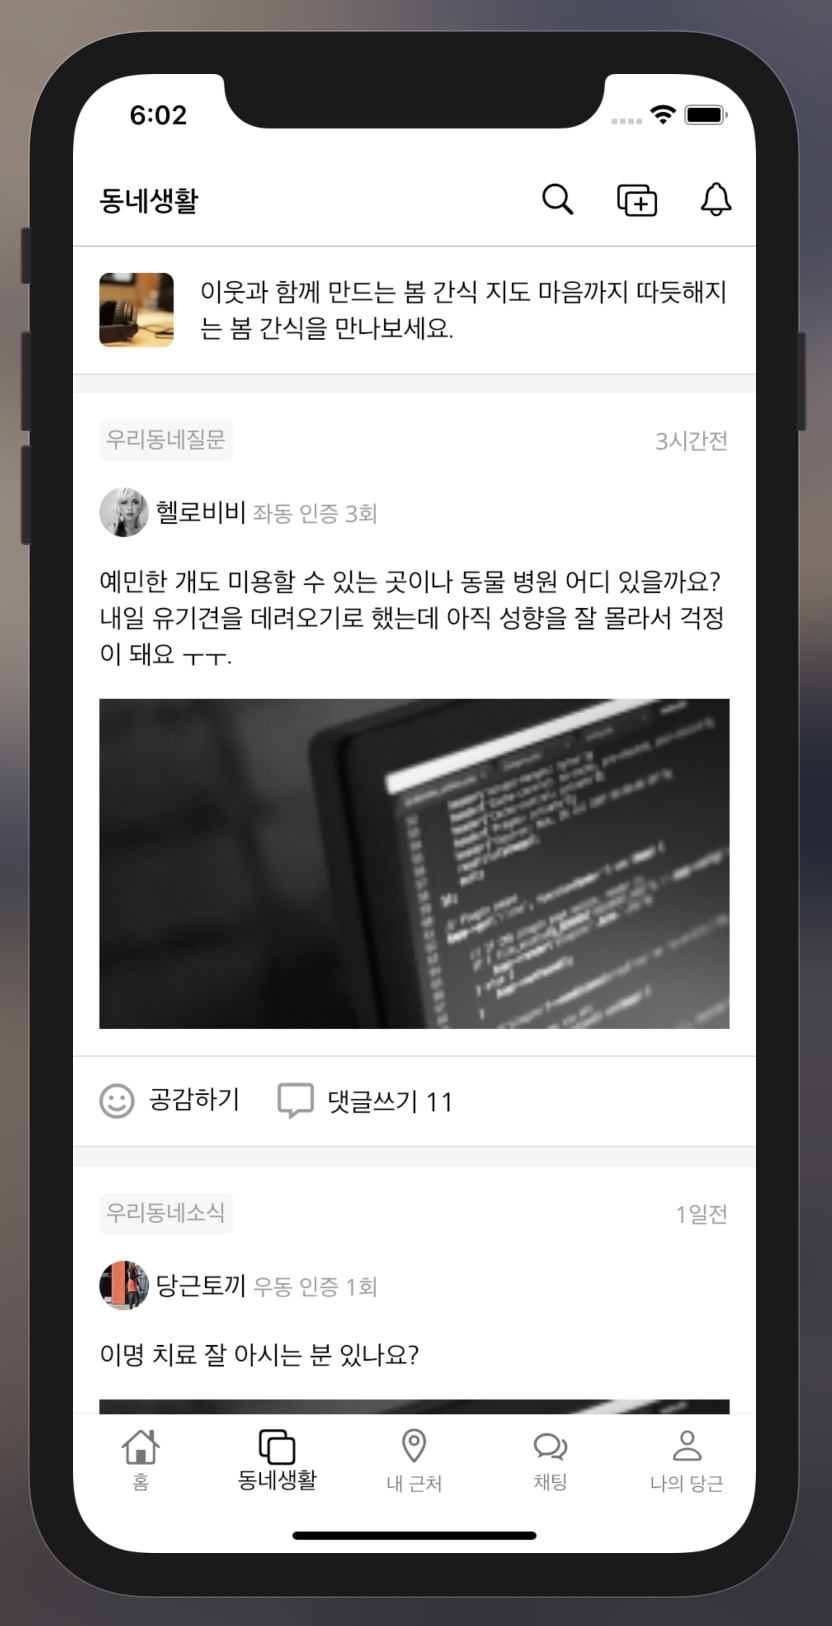 6:02
동네생활
이웃과 함께 만드는 봄 간식 지도 마음까지 따듯해지
는 봄 간식을 만나보세요.
우리동네질문
3시간전
헬로비비 좌동 인증 3회
예민한 개도 미용할 수 있는 곳이나 동물 병원 어디 있을까요?
내일 유기견을 데려오기로 했는데 아직 성향을 잘 몰라서 걱정
이 돼요 ㅜㅜ.
공감하기
댓글쓰기 11
우리동네소식
1일전
당근토끼 우동 인증 1회
이명 치료 잘 아시는 분 있나요?
홈
동네생활
내 근처
채팅
나의 당근